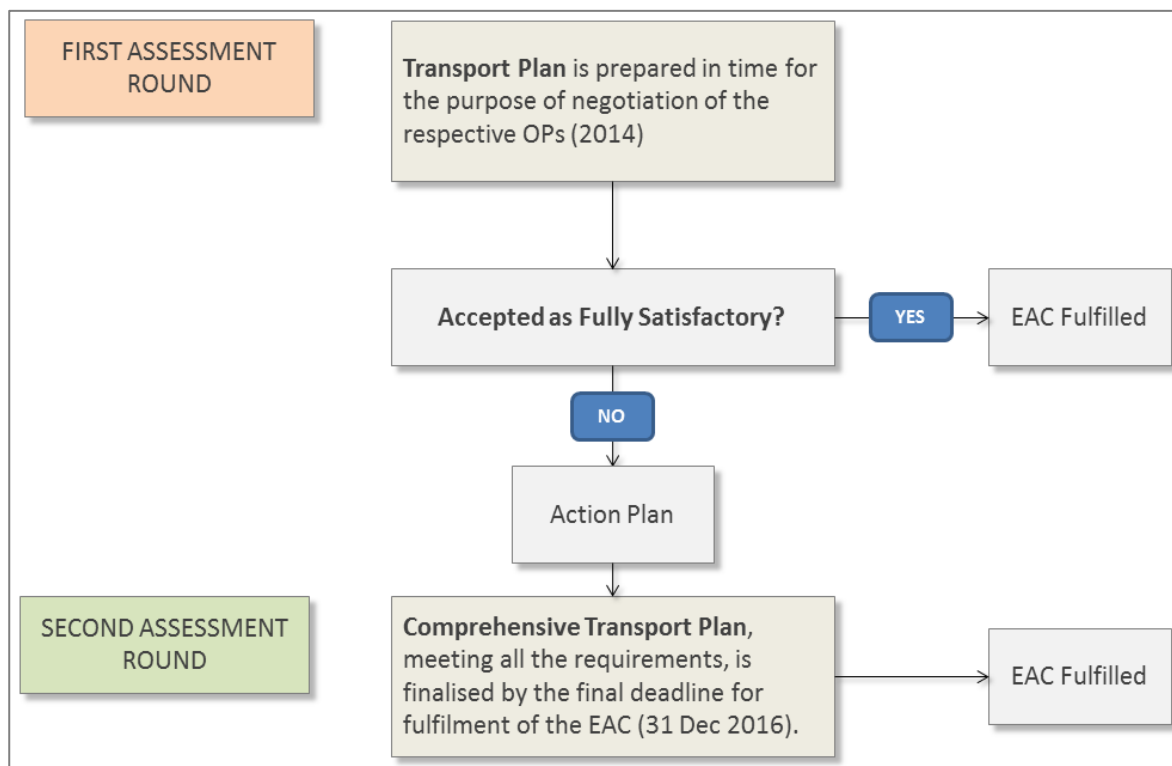 FIRST ASSESSMENT
ROUND
Transport Plan is prepared in time for
the purpose of negotiation of the
respective OPs (2014)
Accepted as Fully Satisfactory?
YES
EAC Fulfilled
NO
Action Plan
SECOND ASSESSMENT
ROUND
Comprehensive Transport Plan,
meeting all the requirements, is
finalised by the final deadline for
fulfilment of the EAC (31 Dec 2016).
EAC Fulfilled